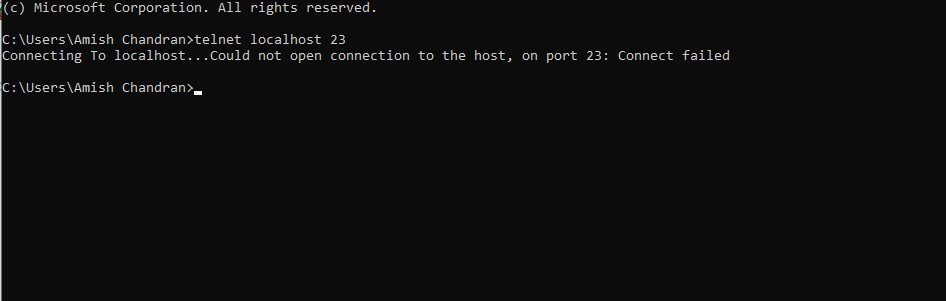 (c) Microsoft Corporation. All rights reserved.
C:\Users\Amish Chandran>telnet localhost 23
Connecting To localhost...Could not open connection to the host, on port 23: Connect failed
C:\Users\Amish Chandran>